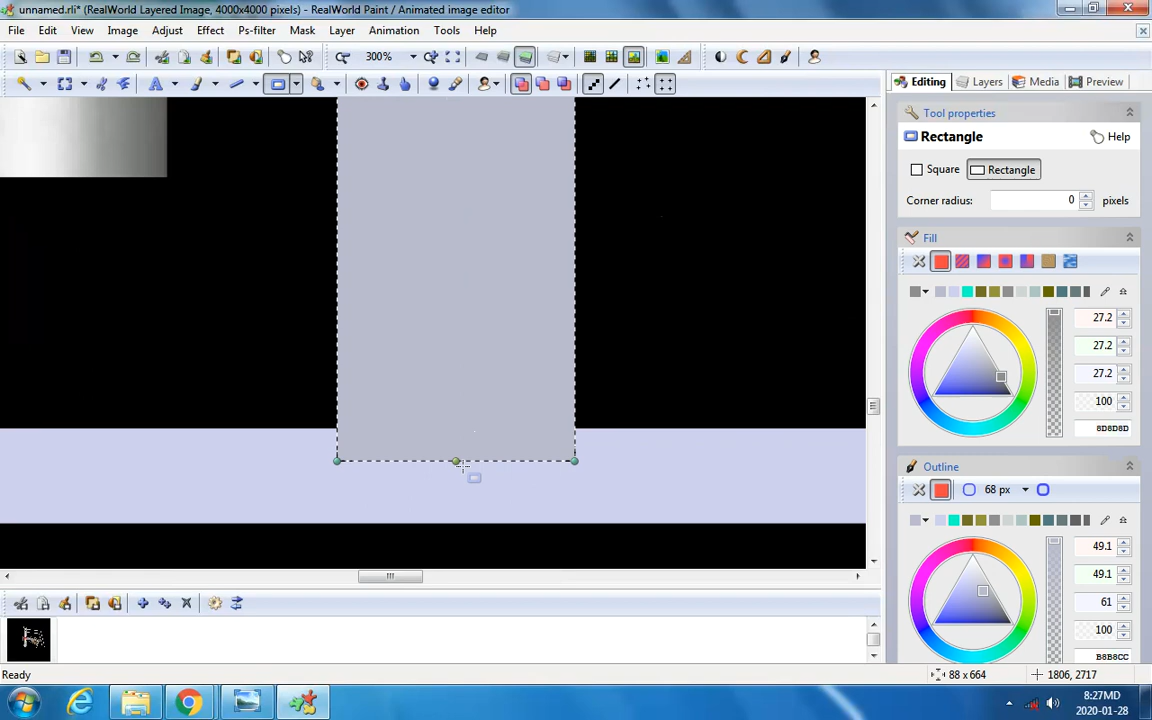 unnamed.rli* (RealWorld Layered Image, 4000x4000 pixels) - RealWorld Paint / Animated image editor
File Edit View Image Adjust Effect Ps-filter Mask Layer Animation Tools Help
300%
Editing Layers Media Preview
Tool properties
Rectangle Help
Square Rectangle
Corner radius: 0 pixels
Fill
27.2
27.2
27.2
100
8D8D8D
Outline
68 px
49.1
49.1
61
100
B8B8CC
Ready 88 x 664 1806, 2717
8:27MD
2020-01-28